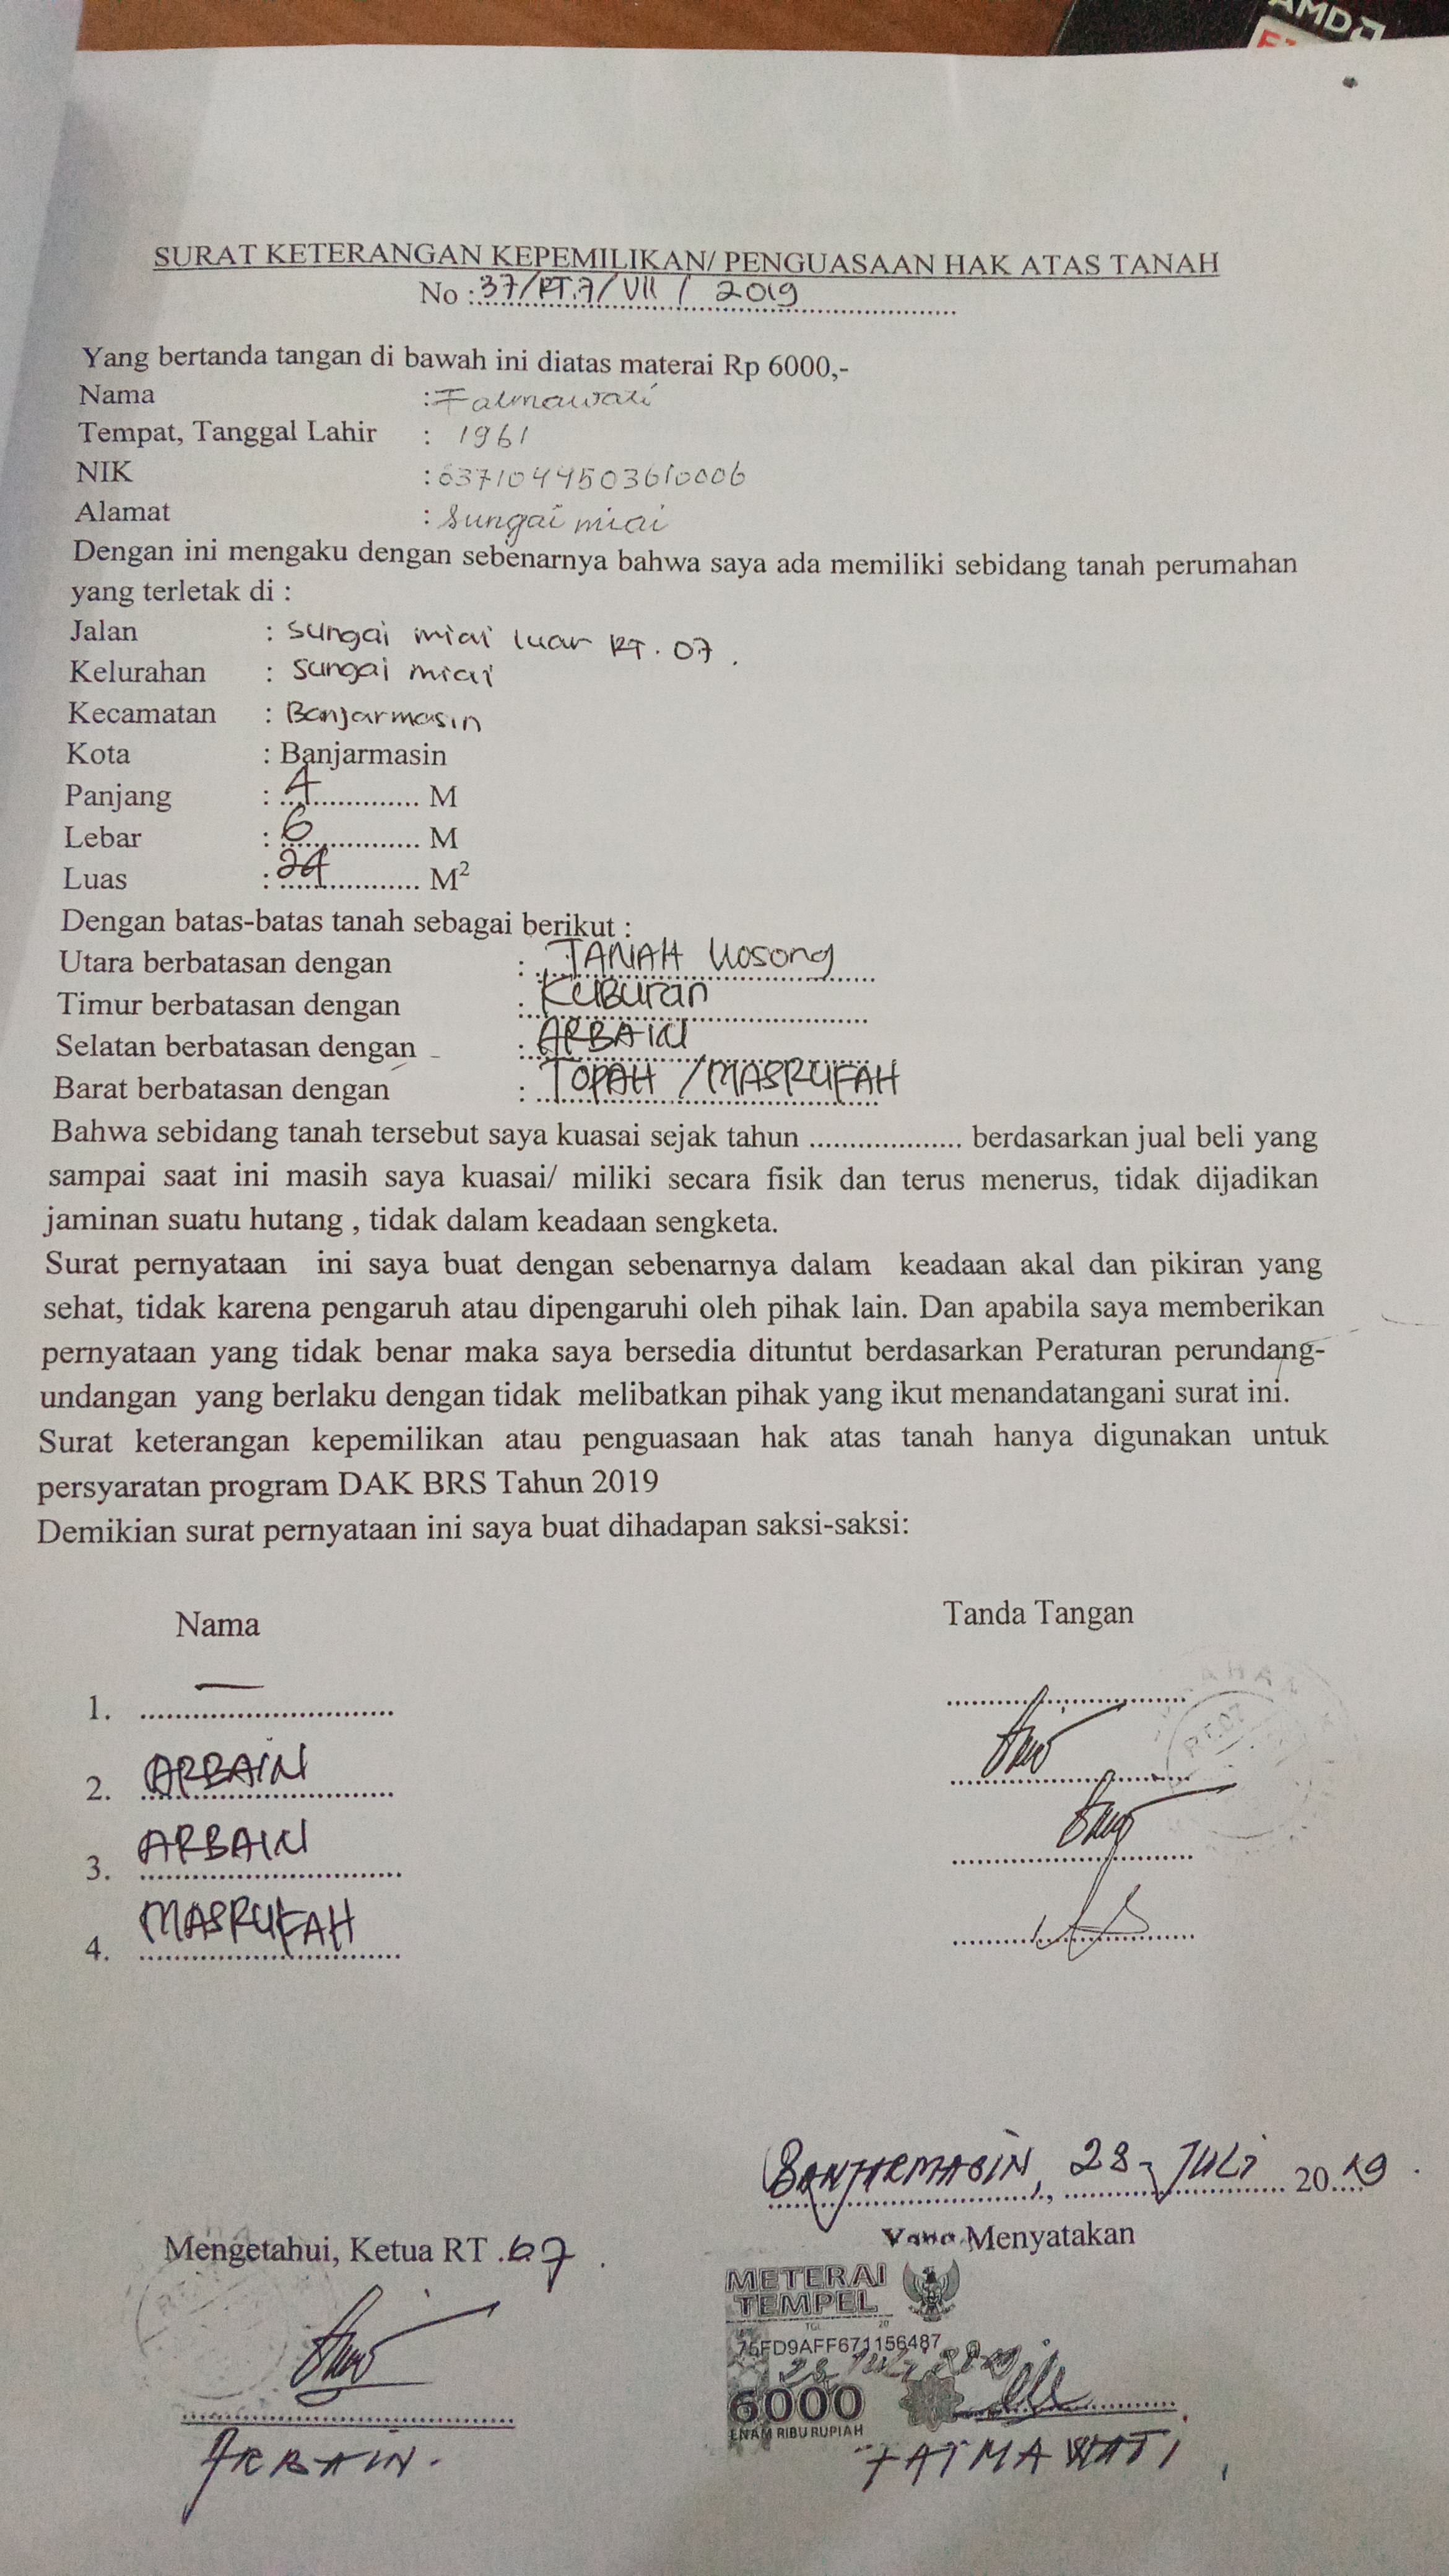 AMD
SURAT KETERANGAN KEPEMILIKAN/ PENGUASAAN HAK ATAS TANAH
No : 37/RT.7/VII / 2019
Yang bertanda tangan di bawah ini diatas materai Rp 6000,-
Nama : Fatmawati
Tempat, Tanggal Lahir : 1961
NIK : 6371044503610006
Alamat : Sungai miai
Dengan ini mengaku dengan sebenarnya bahwa saya ada memiliki sebidang tanah perumahan
yang terletak di :
Jalan : Sungai miai luar RT. 07.
Kelurahan : Sungai miai
Kecamatan : Banjarmasin
Kota : Banjarmasin
Panjang : 4 M
Lebar : 6 M
Luas : 24 M²
Dengan batas-batas tanah sebagai berikut :
Utara berbatasan dengan : TANAH Kosong
Timur berbatasan dengan : KUBUran
Selatan berbatasan dengan : ARBAIN
Barat berbatasan dengan : TOPAH /MASRUFAH
Bahwa sebidang tanah tersebut saya kuasai sejak tahun ................... berdasarkan jual beli yang
sampai saat ini masih saya kuasai/ miliki secara fisik dan terus menerus, tidak dijadikan
jaminan suatu hutang , tidak dalam keadaan sengketa.
Surat pernyataan ini saya buat dengan sebenarnya dalam keadaan akal dan pikiran yang
sehat, tidak karena pengaruh atau dipengaruhi oleh pihak lain. Dan apabila saya memberikan
pernyataan yang tidak benar maka saya bersedia dituntut berdasarkan Peraturan perundang-
undangan yang berlaku dengan tidak melibatkan pihak yang ikut menandatangani surat ini.
Surat keterangan kepemilikan atau penguasaan hak atas tanah hanya digunakan untuk
persyaratan program DAK BRS Tahun 2019
Demikian surat pernyataan ini saya buat dihadapan saksi-saksi:
Nama Tanda Tangan
1. —
2. ARBAIN
3. ARBAIN
4. MASRUFAH
RT.07
BANJARMASIN, 28 - JULI 2019.
Mengetahui, Ketua RT .07.
Yang Menyatakan
METERAI
TEMPEL
TGL 20
75FD9AFF671156487
28 Juli 2019
6000
ENAM RIBU RUPIAH
ARBAIN.
FATMAWATI